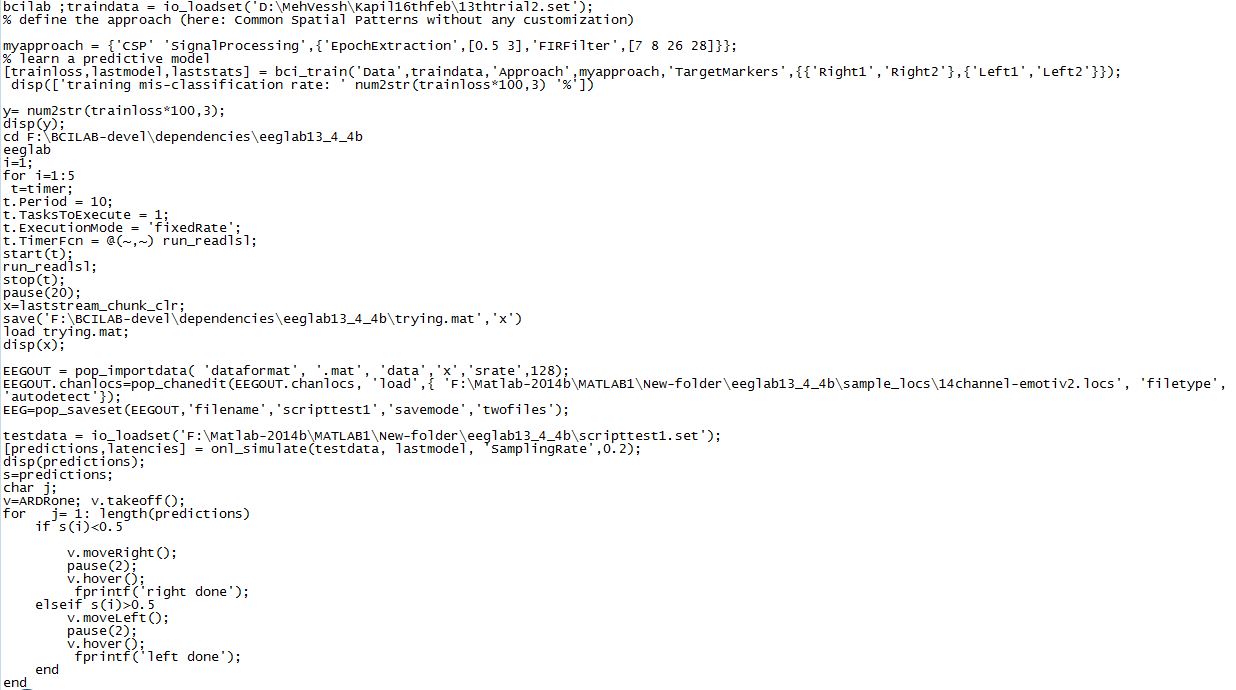 bcilab ;traindata = io_loadset('D:\MehVessh\Kapil16thfeb\13thtrial2.set');
% define the approach (here: Common Spatial Patterns without any customization)
myapproach = {'CSP' 'SignalProcessing',{'EpochExtraction',[0.5 3],'FIRFilter',[7 8 26 28]}};
% learn a predictive model
[trainloss,lastmodel,laststats] = bci_train('Data',traindata,'Approach',myapproach,'TargetMarkers',{{'Right1','Right2'},{'Left1','Left2'}});
disp(['training mis-classification rate: ' num2str(trainloss*100,3) '%'])
y= num2str(trainloss*100,3);
disp(y);
cd F:\BCILAB-devel\dependencies\eeglab13_4_4b
eeglab
i=1;
for i=1:5
t=timer;
t.Period = 10;
t.TasksToExecute = 1;
t.ExecutionMode = 'fixedRate';
t.TimerFcn = @(~,~) run_readlsl;
start(t);
run_readlsl;
stop(t);
pause(20);
x=laststream_chunk_clr;
save('F:\BCILAB-devel\dependencies\eeglab13_4_4b\trying.mat','x')
load trying.mat;
disp(x);
EEGOUT = pop_importdata( 'dataformat', '.mat', 'data','x','srate',128);
EEGOUT.chanlocs=pop_chanedit(EEGOUT.chanlocs, 'load',{ 'F:\Matlab-2014b\MATLAB1\New-folder\eeglab13_4_4b\sample_locs\14channel-emotiv2.locs', 'filetype',
'autodetect'});
EEG=pop_saveset(EEGOUT,'filename','scripttest1','savemode','twofiles');
testdata = io_loadset('F:\Matlab-2014b\MATLAB1\New-folder\eeglab13_4_4b\scripttest1.set');
[predictions,latencies] = onl_simulate(testdata, lastmodel, 'SamplingRate',0.2);
disp(predictions);
s=predictions;
char j;
v=ARDRone; v.takeoff();
for   j= 1: length(predictions)
if s(i)<0.5
v.moveRight();
pause(2);
v.hover();
fprintf('right done');
elseif s(i)>0.5
v.moveLeft();
pause(2);
v.hover();
fprintf('left done');
end
end